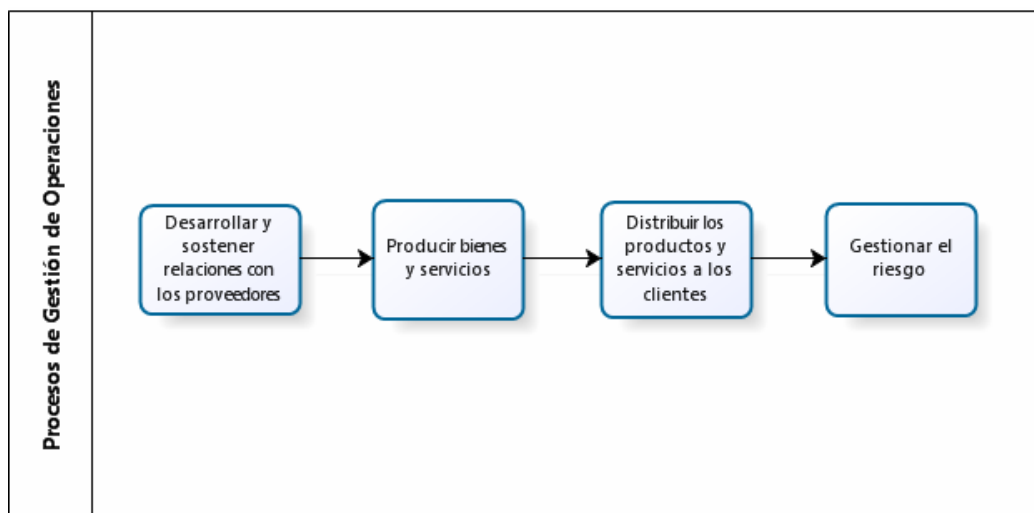 Procesos de Gestión de Operaciones
Desarrollar y
sostener
relaciones con
los proveedores
Producir bienes
y servicios
Distribuir los
productos y
servicios a los
clientes
Gestionar el
riesgo